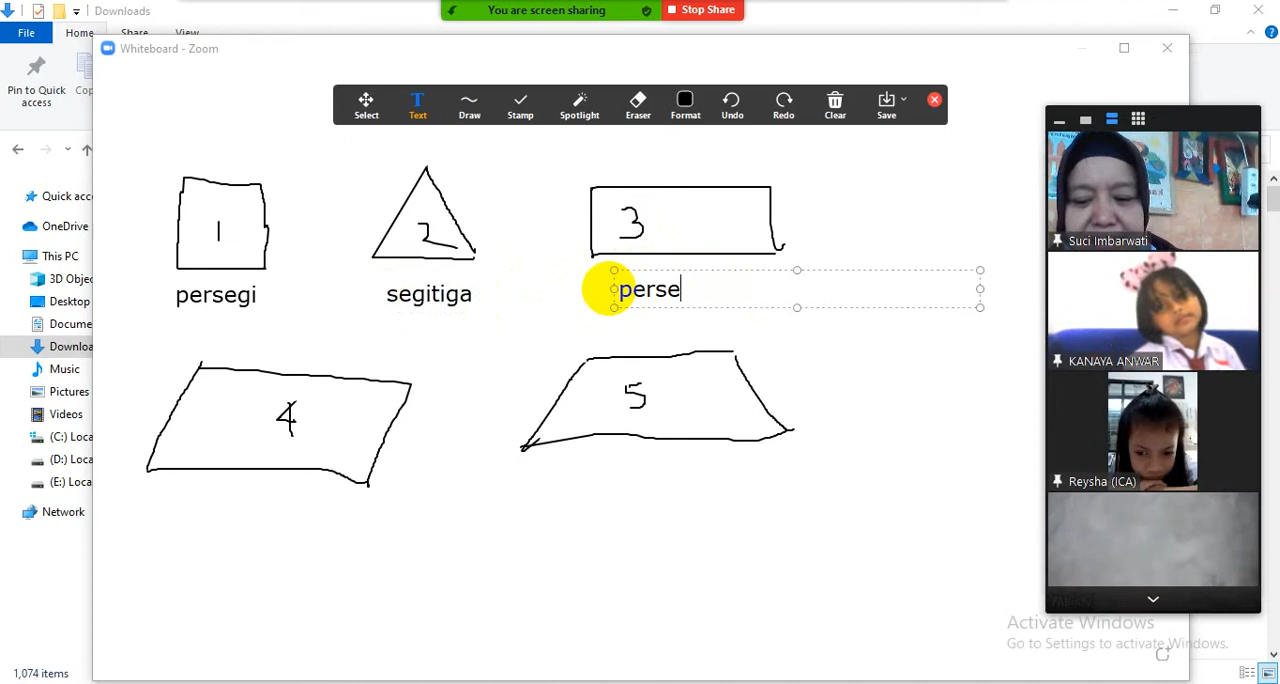 Downloads
You are screen sharing
Stop Share
File
Home
Share
View
Whiteboard - Zoom
Pin to Quick
access
Select
Text
Draw
Stamp
Spotlight
Eraser
Format
Undo
Redo
Clear
Save
1
2
3
persegi
segitiga
perse
4
5
Quick acce
OneDrive
This PC
3D Objec
Desktop
Docume
Downloa
Music
Pictures
Videos
(C:) Loca
(D:) Loca
(E:) Loca
Network
Suci Imbarwati
KANAYA ANWAR
Reysha (ICA)
Activate Windows
Go to Settings to activate Windows.
1,074 items